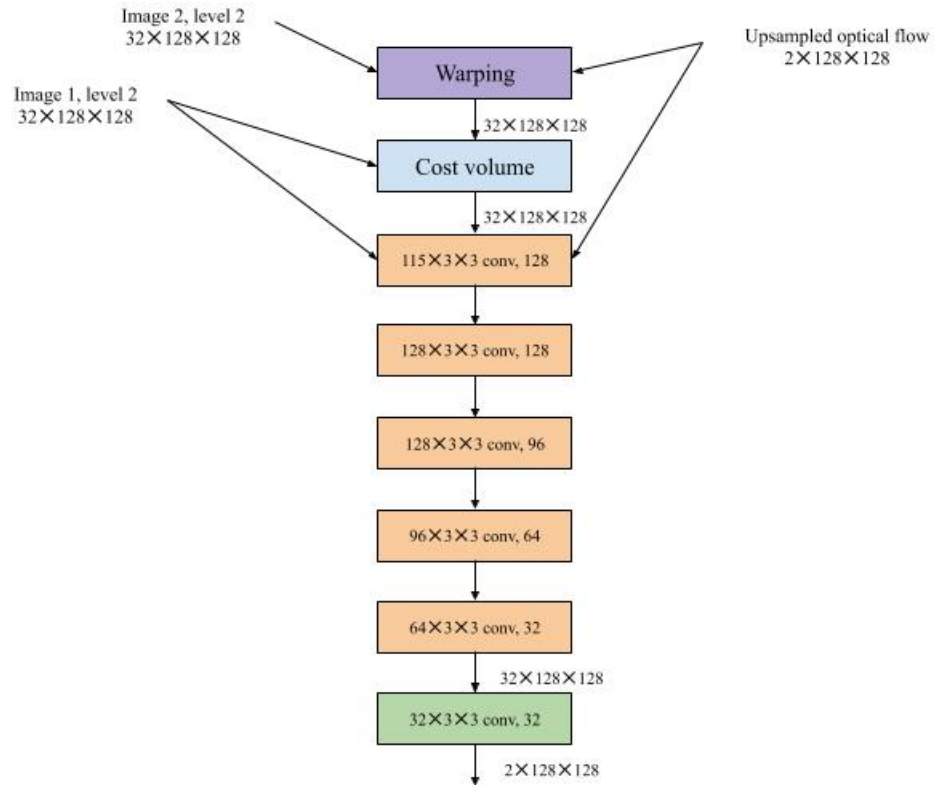 Image 2, level 2
32×128×128
Upsampled optical flow
2×128×128
Warping
Image 1, level 2
32×128×128
32×128×128
Cost volume
32×128×128
115×3×3 conv, 128
128×3×3 conv, 128
128×3×3 conv, 96
96×3×3 conv, 64
64×3×3 conv, 32
32×128×128
32×3×3 conv, 32
2×128×128